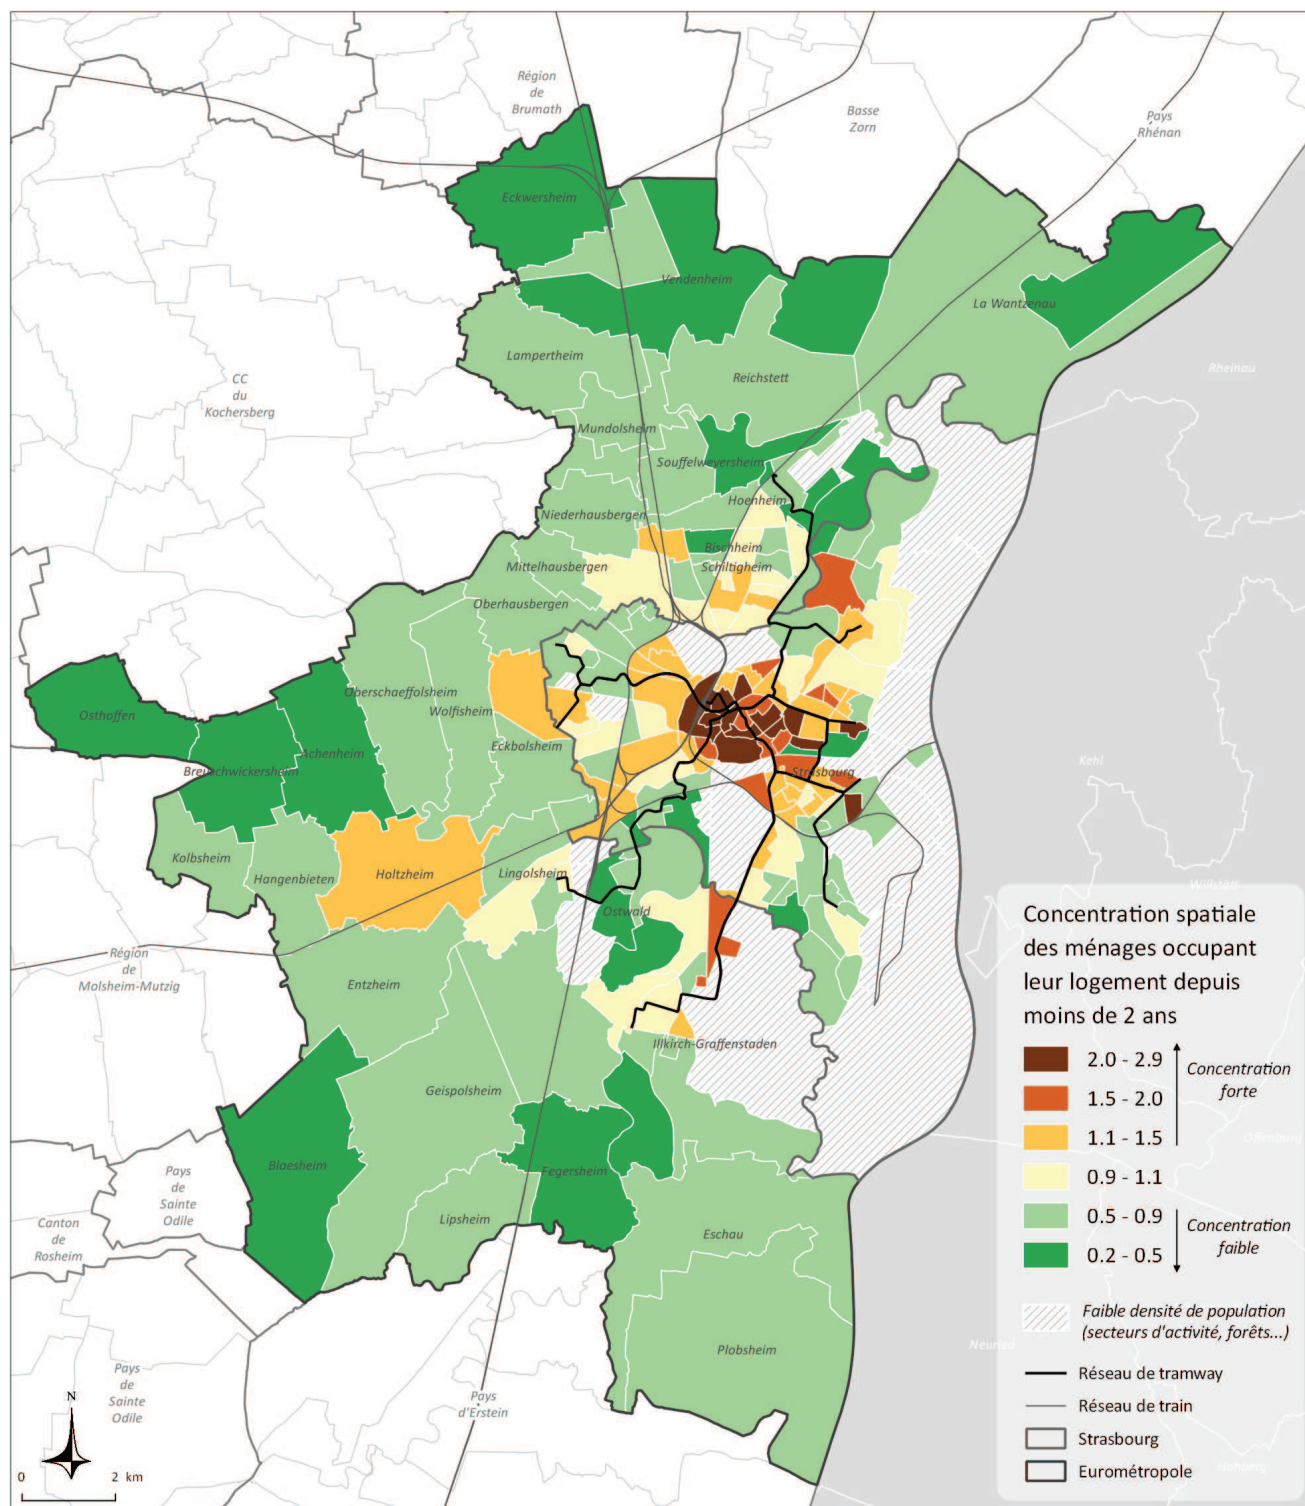 Région
de
Brumath
Basse
Zorn
Pays
Rhénan
Eckwersheim
Vendenheim
La Wantzenau
Lampertheim
Reichstett
Rheinau
CC
du
Kochersberg
Mundolsheim
Souffelweyersheim
Hoenheim
Niederhausbergen
Bischheim
Mittelhausbergen
Schiltigheim
Oberhausbergen
Oberschaeffolsheim
Osthoffen
Wolfisheim
Achenheim
Eckbolsheim
Breuschwickersheim
Strasbourg
Kehl
Kolbsheim
Hangenbieten
Holtzheim
Lingolsheim
Willstätt
Ostwald
Région
de
Molsheim-Mutzig
Entzheim
Illkirch-Graffenstaden
Geispolsheim
Blaesheim
Fegersheim
Offenburg
Pays
de
Sainte
Odile
Canton
de
Rosheim
Lipsheim
Eschau
Plobsheim
Neuried
Pays
de
Sainte
Odile
Pays
d'Erstein
Hohberg
N
0 2 km
Concentration spatiale
des ménages occupant
leur logement depuis
moins de 2 ans
2.0 - 2.9
1.5 - 2.0
1.1 - 1.5
Concentration
forte
0.9 - 1.1
0.5 - 0.9
0.2 - 0.5
Concentration
faible
Faible densité de population
(secteurs d'activité, forêts...)
Réseau de tramway
Réseau de train
Strasbourg
Eurométropole